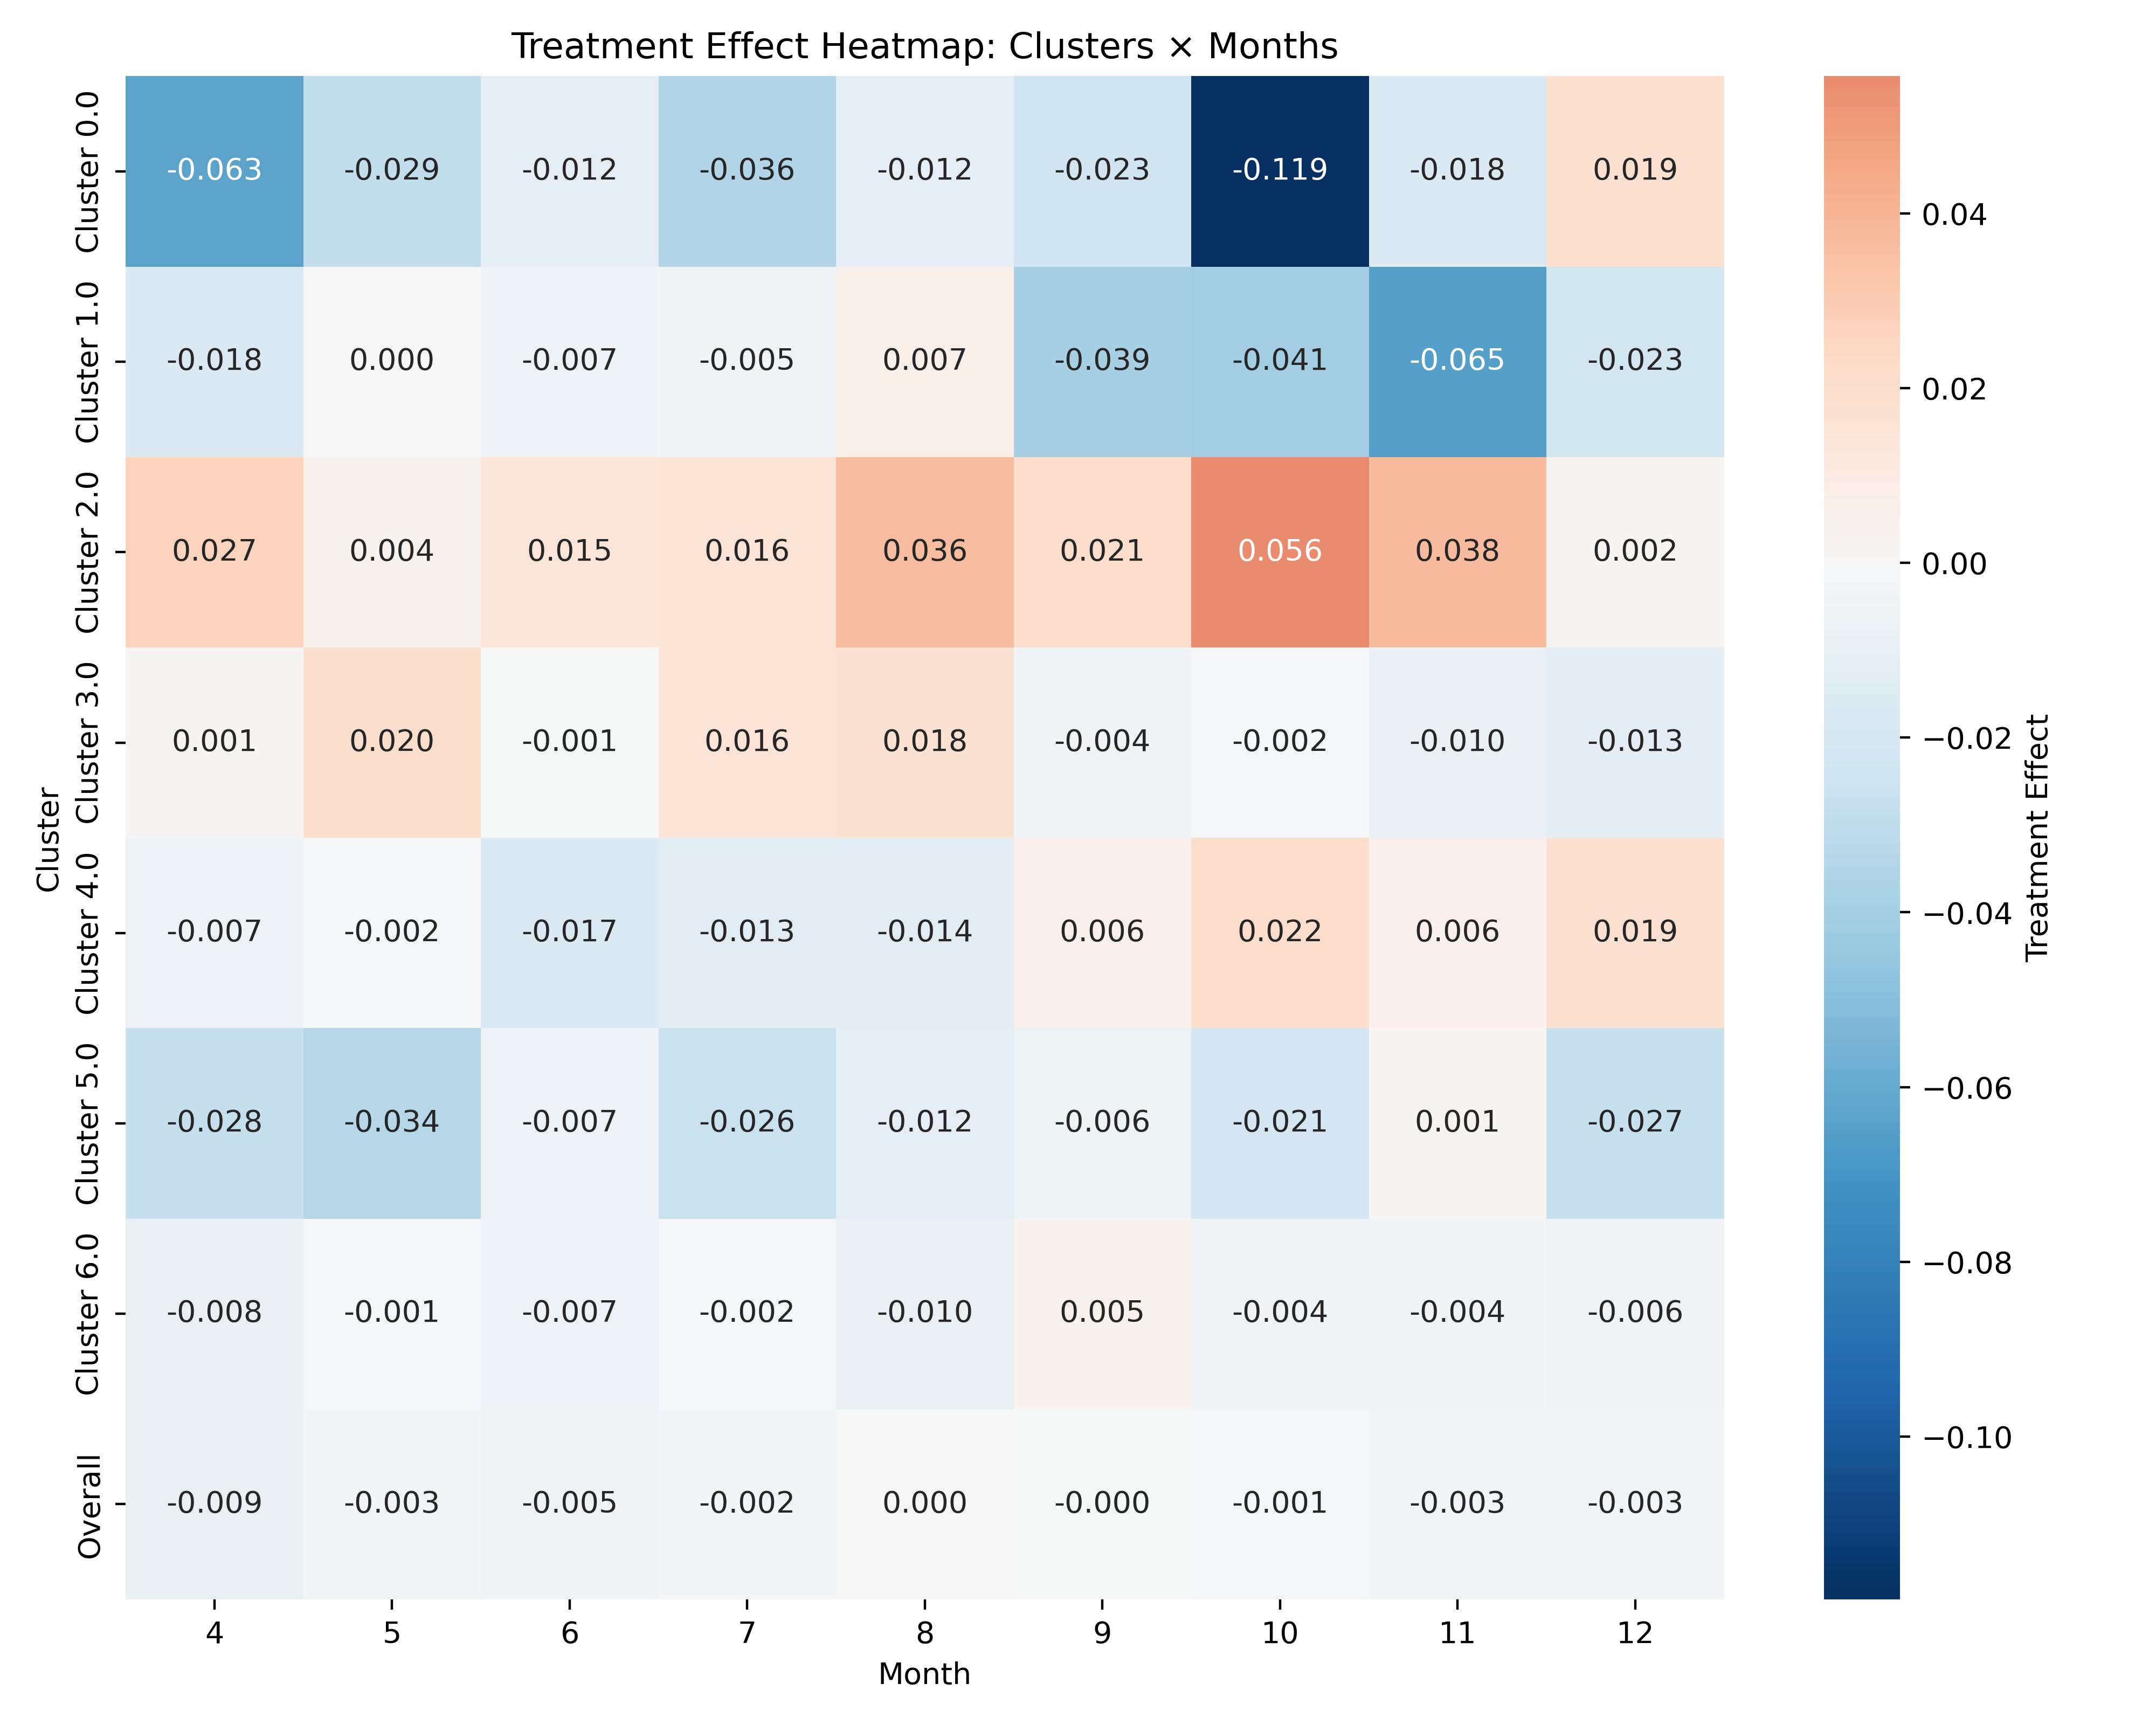 Treatment Effect Heatmap: Clusters × Months
Cluster
Cluster 0.0 -0.063 -0.029 -0.012 -0.036 -0.012 -0.023 -0.119 -0.018 0.019
Cluster 1.0 -0.018 0.000 -0.007 -0.005 0.007 -0.039 -0.041 -0.065 -0.023
Cluster 2.0 0.027 0.004 0.015 0.016 0.036 0.021 0.056 0.038 0.002
Cluster 3.0 0.001 0.020 -0.001 0.016 0.018 -0.004 -0.002 -0.010 -0.013
Cluster 4.0 -0.007 -0.002 -0.017 -0.013 -0.014 0.006 0.022 0.006 0.019
Cluster 5.0 -0.028 -0.034 -0.007 -0.026 -0.012 -0.006 -0.021 0.001 -0.027
Cluster 6.0 -0.008 -0.001 -0.007 -0.002 -0.010 0.005 -0.004 -0.004 -0.006
Overall -0.009 -0.003 -0.005 -0.002 0.000 -0.000 -0.001 -0.003 -0.003
4 5 6 7 8 9 10 11 12
Month
0.04
0.02
0.00
−0.02
−0.04
−0.06
−0.08
−0.10
Treatment Effect